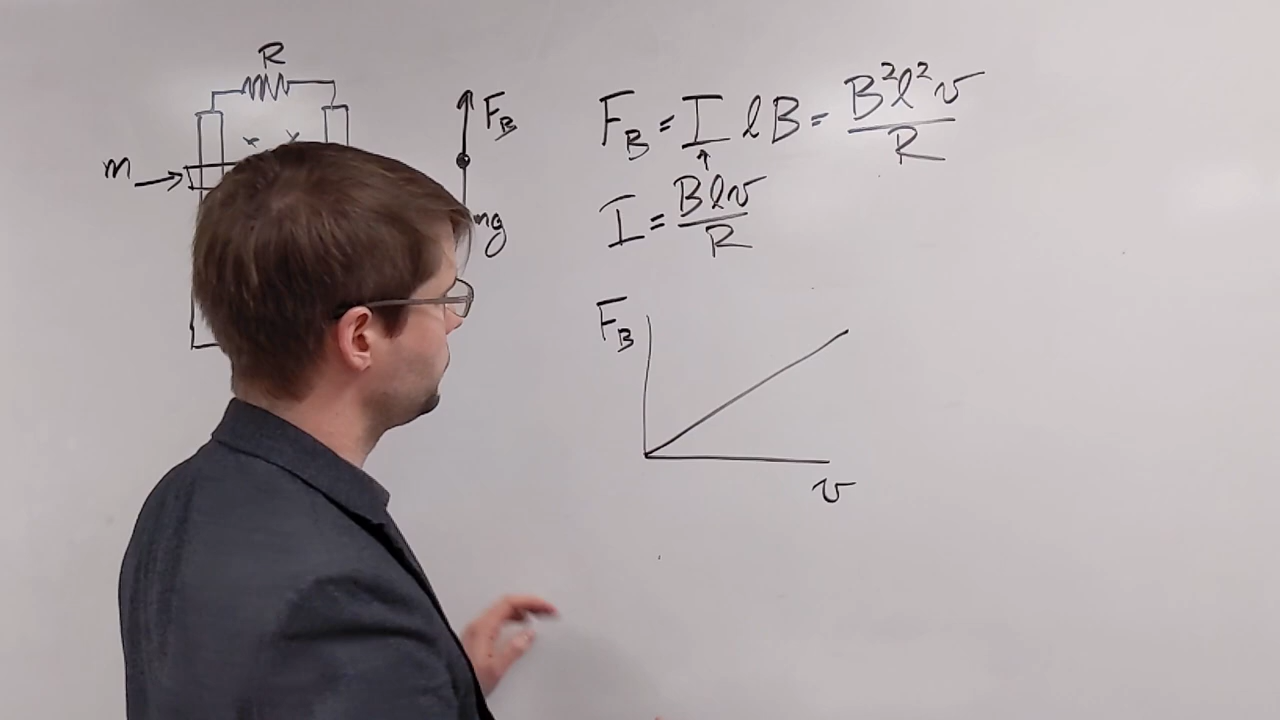 R
m
F_B
mg
F_B = I l B = B²l²v / R
↑
I = Blv / R
F_B
v